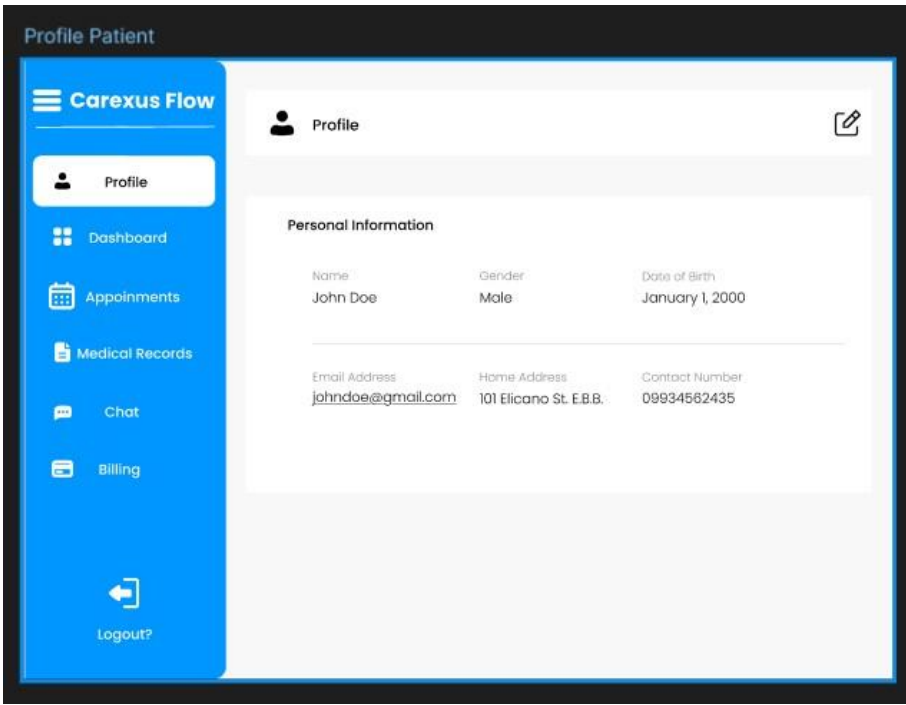 Profile Patient
Carexus Flow
Profile
Dashboard
Appoinments
Medical Records
Chat
Billing
Logout?
Profile
Personal Information
Name Gender Date of Birth
John Doe Male January 1, 2000
Email Address Home Address Contact Number
johndoe@gmail.com 101 Elicano St. E.B.B. 09934562435